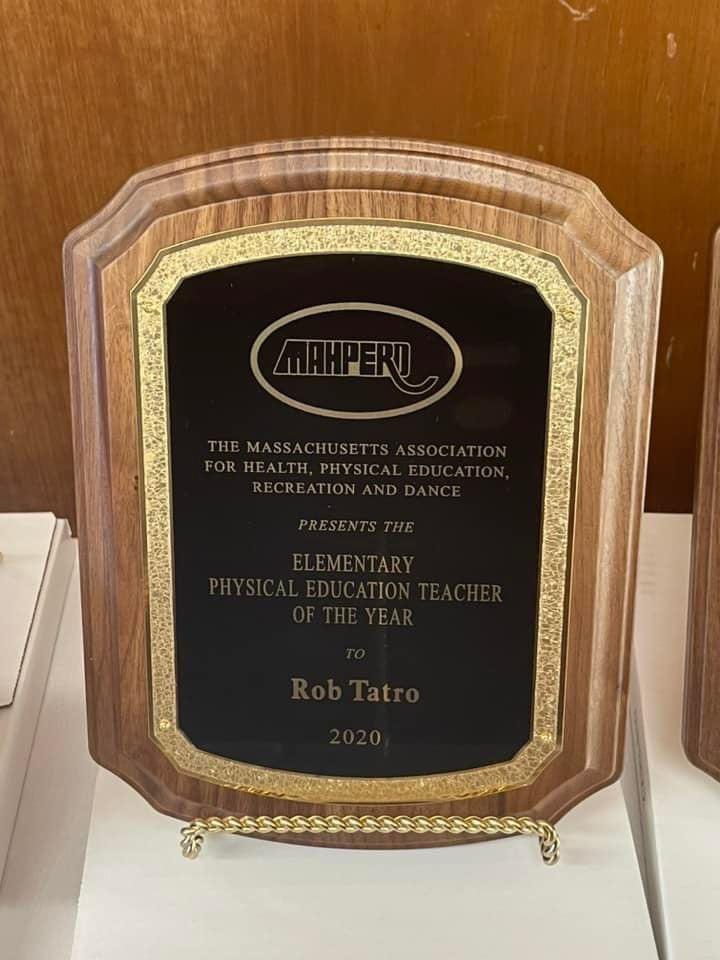 MAHPERD
THE MASSACHUSETTS ASSOCIATION
FOR HEALTH, PHYSICAL EDUCATION,
RECREATION AND DANCE
PRESENTS THE
ELEMENTARY
PHYSICAL EDUCATION TEACHER
OF THE YEAR
TO
Rob Tatro
2020